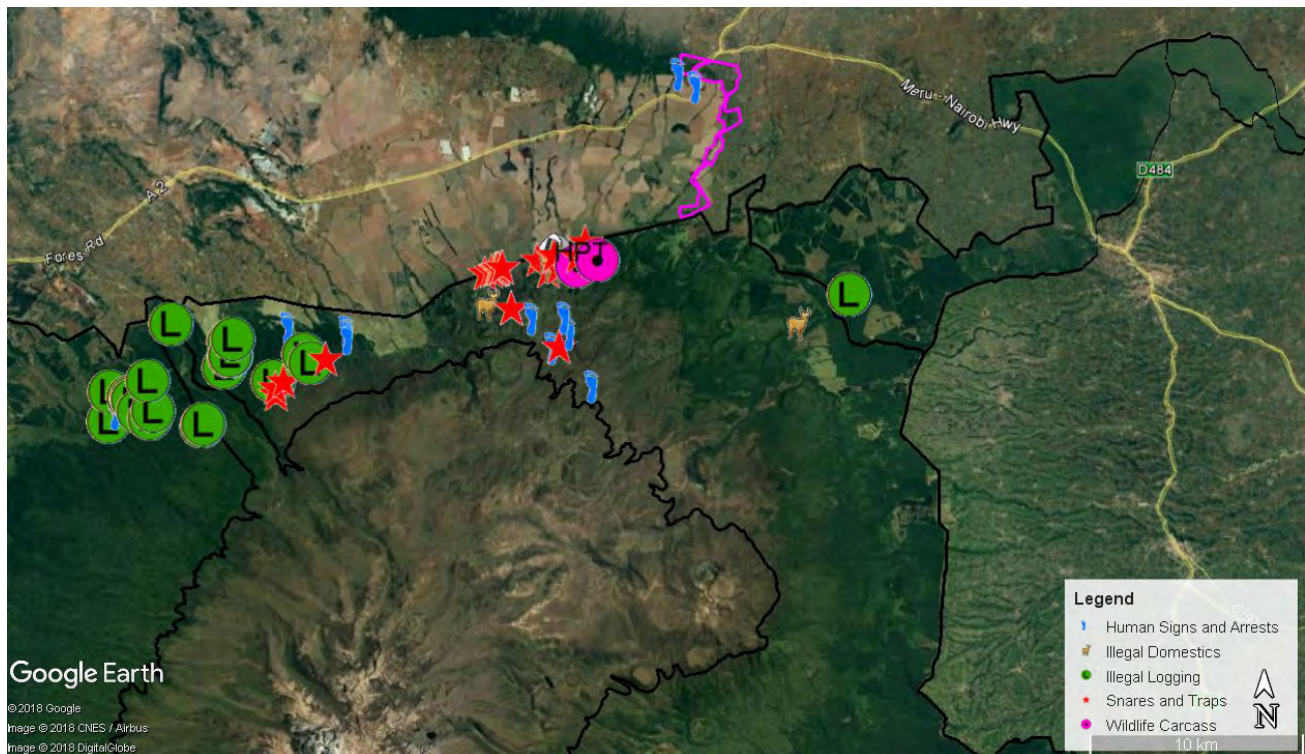 Meru - Nairobi Hwy
D484
A 2
Fores Rd
L
L
L
L
L
L
L
L
L
L
L
Google Earth
©2018 Google
Image © 2018 CNES / Airbus
Image © 2018 DigitalGlobe
Legend
Human Signs and Arrests
Illegal Domestics
Illegal Logging
Snares and Traps
Wildlife Carcass
N
10 km